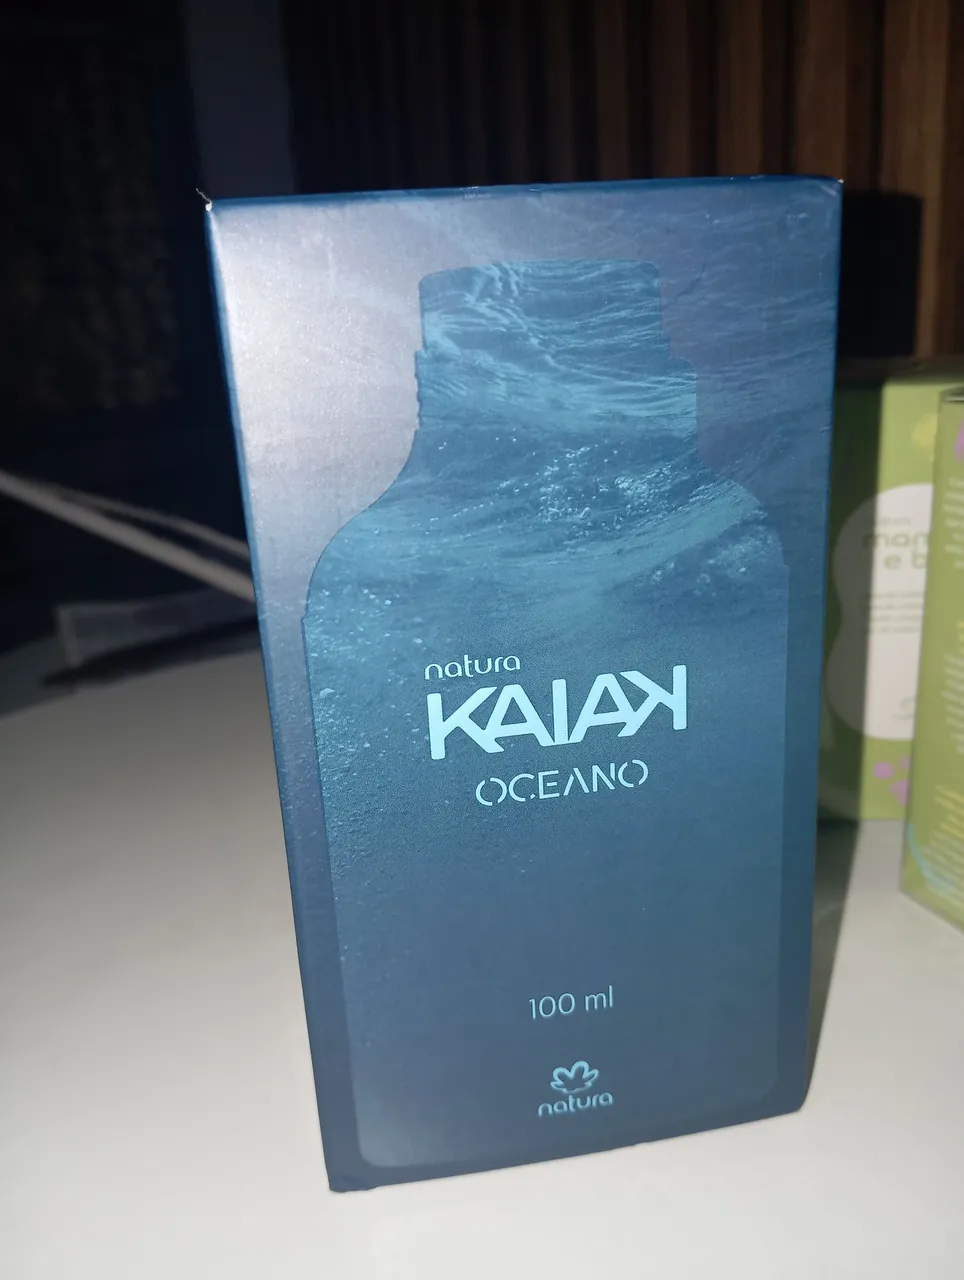 natura
KAIAK
OCEANO
100 ml
natura
e b